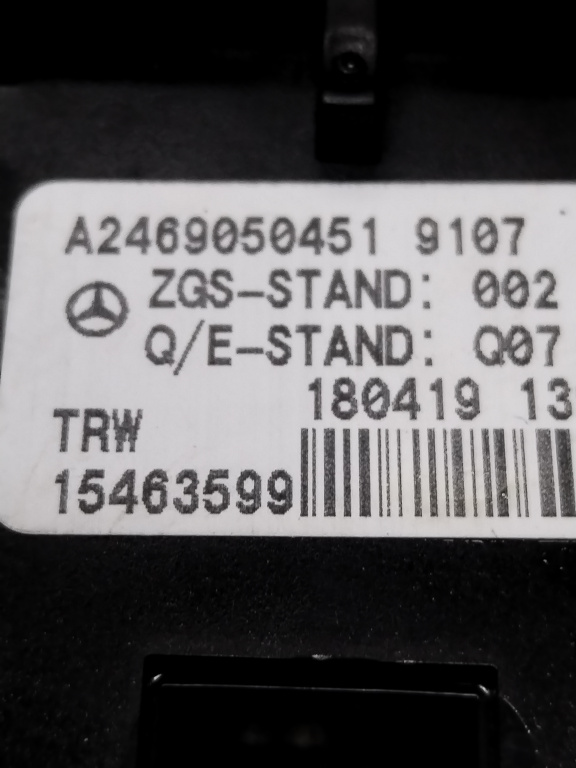 A2469050451 9107
ZGS-STAND: 002
Q/E-STAND: Q07
180419 13
TRW
15463599